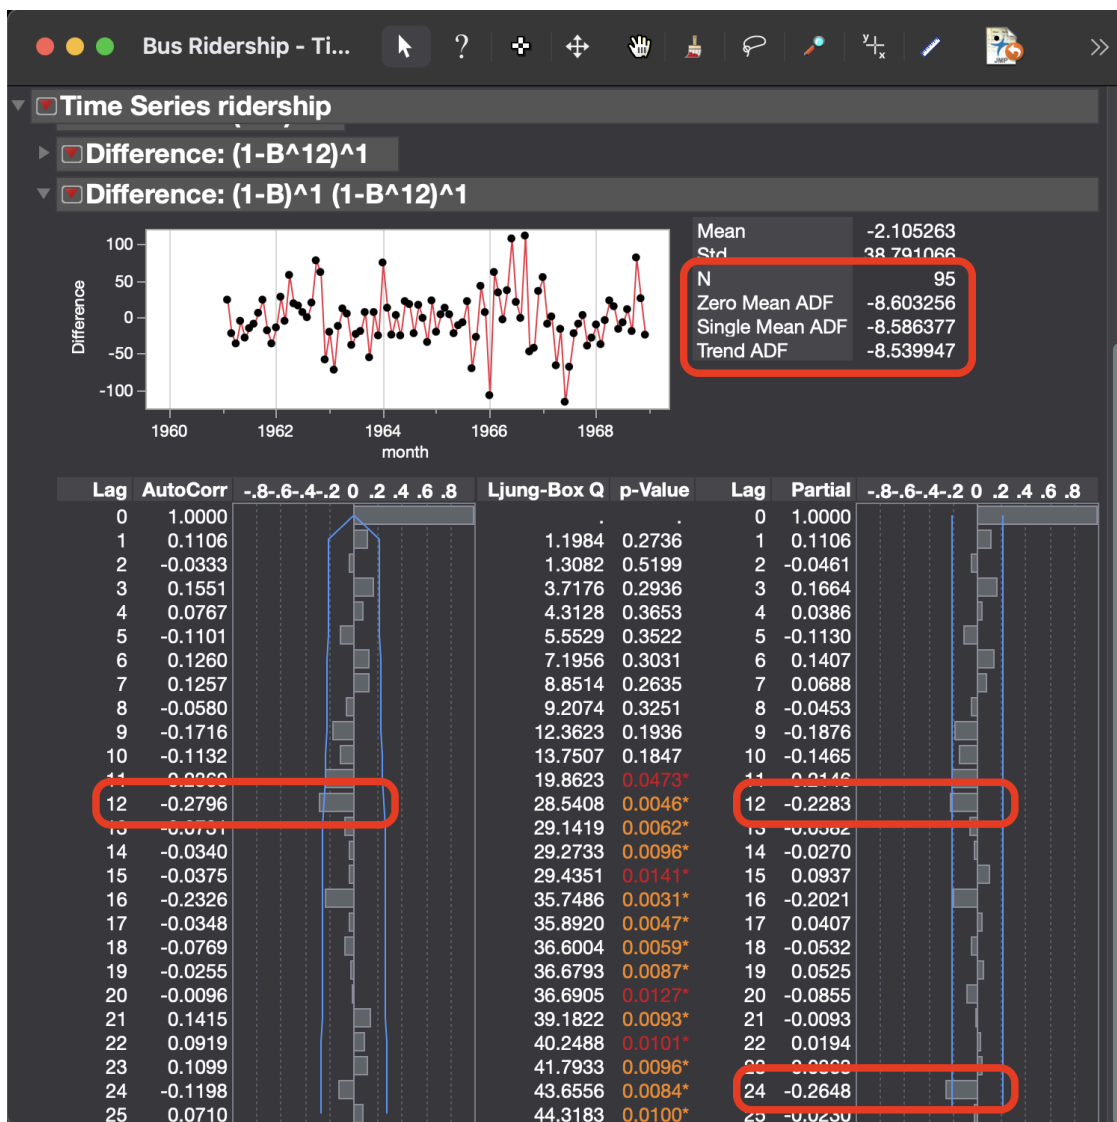 Bus Ridership - Ti...
JMP
Time Series ridership
Difference: (1-B^12)^1
Difference: (1-B)^1 (1-B^12)^1
Mean -2.105263
Std 38.791066
N 95
Zero Mean ADF -8.603256
Single Mean ADF -8.586377
Trend ADF -8.539947
100
50
0
-50
-100
Difference
1960 1962 1964 1966 1968
month
Lag AutoCorr -.8-.6-.4-.2 0 .2 .4 .6 .8 Ljung-Box Q p-Value Lag Partial -.8-.6-.4-.2 0 .2 .4 .6 .8
0 1.0000 . . 0 1.0000
1 0.1106 1.1984 0.2736 1 0.1106
2 -0.0333 1.3082 0.5199 2 -0.0461
3 0.1551 3.7176 0.2936 3 0.1664
4 0.0767 4.3128 0.3653 4 0.0386
5 -0.1101 5.5529 0.3522 5 -0.1130
6 0.1260 7.1956 0.3031 6 0.1407
7 0.1257 8.8514 0.2635 7 0.0688
8 -0.0580 9.2074 0.3251 8 -0.0453
9 -0.1716 12.3623 0.1936 9 -0.1876
10 -0.1132 13.7507 0.1847 10 -0.1465
11 19.8623 0.0473* 11
12 -0.2796 28.5408 0.0046* 12 -0.2283
13 29.1419 0.0062* 13
14 -0.0340 29.2733 0.0096* 14 -0.0270
15 -0.0375 29.4351 0.0141* 15 0.0937
16 -0.2326 35.7486 0.0031* 16 -0.2021
17 -0.0348 35.8920 0.0047* 17 0.0407
18 -0.0769 36.6004 0.0059* 18 -0.0532
19 -0.0255 36.6793 0.0087* 19 0.0525
20 -0.0096 36.6905 0.0127* 20 -0.0855
21 0.1415 39.1822 0.0093* 21 -0.0093
22 0.0919 40.2488 0.0101* 22 0.0194
23 0.1099 41.7933 0.0096* 23
24 -0.1198 43.6556 0.0084* 24 -0.2648
25 0.0710 44.3183 0.0100* 25 -0.0230